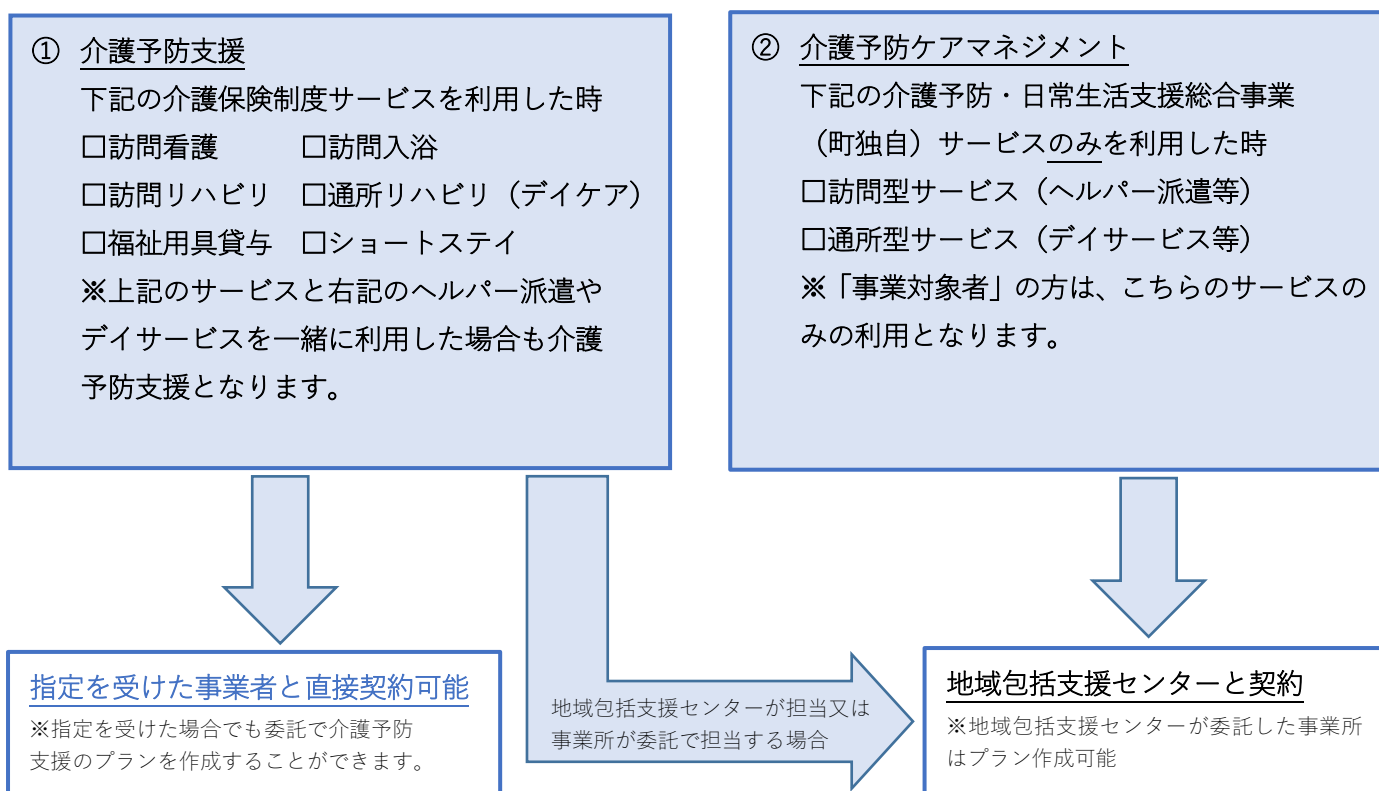 ① 介護予防支援
下記の介護保険制度サービスを利用した時
□訪問看護 □訪問入浴
□訪問リハビリ □通所リハビリ（デイケア）
□福祉用具貸与 □ショートステイ
※上記のサービスと右記のヘルパー派遣や
デイサービスを一緒に利用した場合も介護
予防支援となります。
② 介護予防ケアマネジメント
下記の介護予防・日常生活支援総合事業
（町独自）サービスのみを利用した時
□訪問型サービス（ヘルパー派遣等）
□通所型サービス（デイサービス等）
※「事業対象者」の方は、こちらのサービスの
みの利用となります。
指定を受けた事業者と直接契約可能
※指定を受けた場合でも委託で介護予防
支援のプランを作成することができます。
地域包括支援センターが担当又は
事業所が委託で担当する場合
地域包括支援センターと契約
※地域包括支援センターが委託した事業所
はプラン作成可能